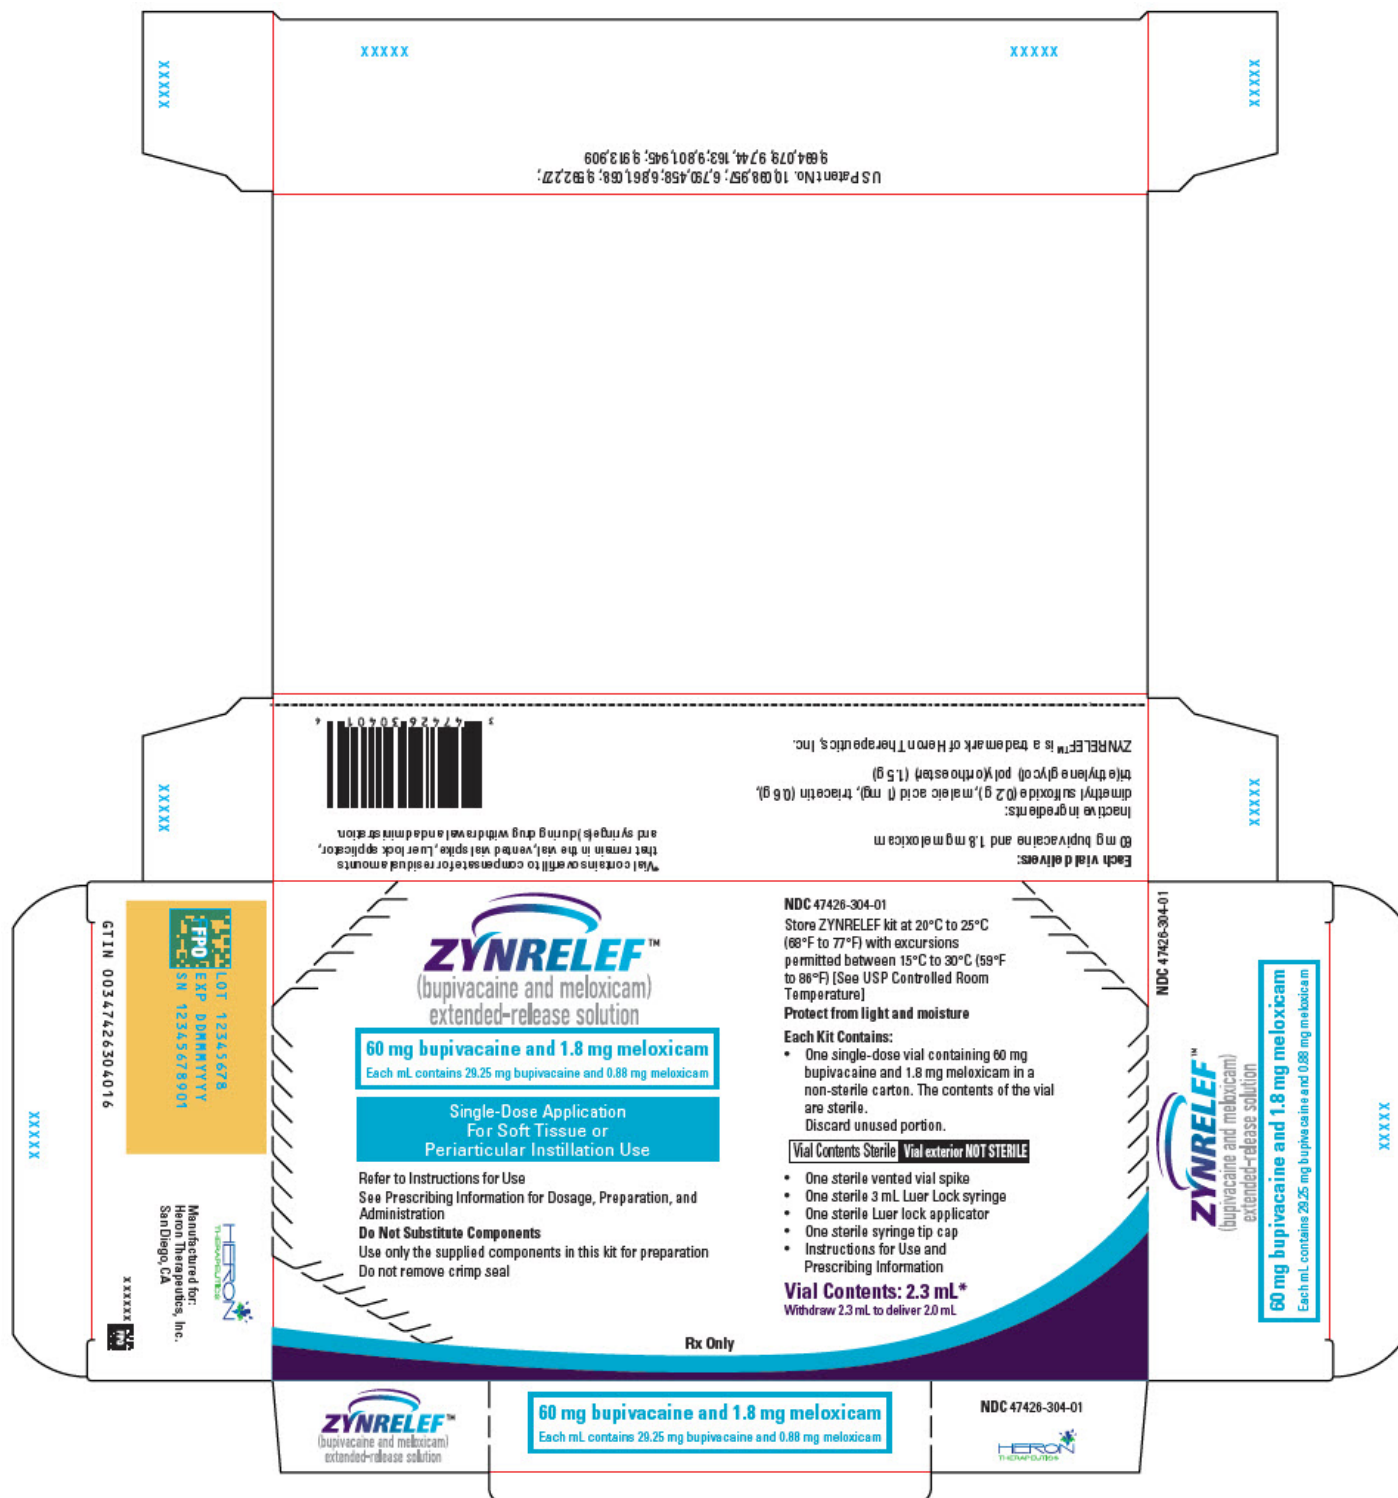 XXXXX
XXXXX
XXXXX
XXXXX
US Patent No. 10,098,957; 6,790,458; 6,861,068; 9,592,227;
9,694,079; 9,744,163; 9,801,945; 9,913,909
XXXXX
XXXXX
Each vial delivers:
60 mg bupivacaine and 1.8 mg meloxicam
Inactive ingredients:
dimethyl sulfoxide (0.2 g), maleic acid (1 mg), triacetin (0.6 g),
tri(ethylene glycol) poly(orthoester) (1.5 g)
ZYNRELEF™ is a trademark of Heron Therapeutics, Inc.
*Vial contains overfill to compensate for residual amounts
that remain in the vial, vented vial spike, Luer lock applicator,
and syringe(s) during drug withdrawal and administration.
3 47426 30401 6
XXXXX
GTIN 00347426304016
FPO
LOT 12345678
EXP DDMMMYYYY
SN 12345678901
HERON
THERAPEUTICS
Manufactured for:
Heron Therapeutics, Inc.
San Diego, CA
XXXXXX
FPO
ZYNRELEF™
(bupivacaine and meloxicam)
extended-release solution
60 mg bupivacaine and 1.8 mg meloxicam
Each mL contains 29.25 mg bupivacaine and 0.88 mg meloxicam
Single-Dose Application
For Soft Tissue or
Periarticular Instillation Use
Refer to Instructions for Use
See Prescribing Information for Dosage, Preparation, and
Administration
Do Not Substitute Components
Use only the supplied components in this kit for preparation
Do not remove crimp seal
NDC 47426-304-01
Store ZYNRELEF kit at 20°C to 25°C
(68°F to 77°F) with excursions
permitted between 15°C to 30°C (59°F
to 86°F) [See USP Controlled Room
Temperature]
Protect from light and moisture
Each Kit Contains:
• One single-dose vial containing 60 mg
bupivacaine and 1.8 mg meloxicam in a
non-sterile carton. The contents of the vial
are sterile.
Discard unused portion.
Vial Contents Sterile Vial exterior NOT STERILE
• One sterile vented vial spike
• One sterile 3 mL Luer Lock syringe
• One sterile Luer lock applicator
• One sterile syringe tip cap
• Instructions for Use and
Prescribing Information
Vial Contents: 2.3 mL*
Withdraw 2.3 mL to deliver 2.0 mL
Rx Only
NDC 47426-304-01
ZYNRELEF™
(bupivacaine and meloxicam)
extended-release solution
60 mg bupivacaine and 1.8 mg meloxicam
Each mL contains 29.25 mg bupivacaine and 0.88 mg meloxicam
XXXXX
ZYNRELEF™
(bupivacaine and meloxicam)
extended-release solution
60 mg bupivacaine and 1.8 mg meloxicam
Each mL contains 29.25 mg bupivacaine and 0.88 mg meloxicam
NDC 47426-304-01
HERON
THERAPEUTICS